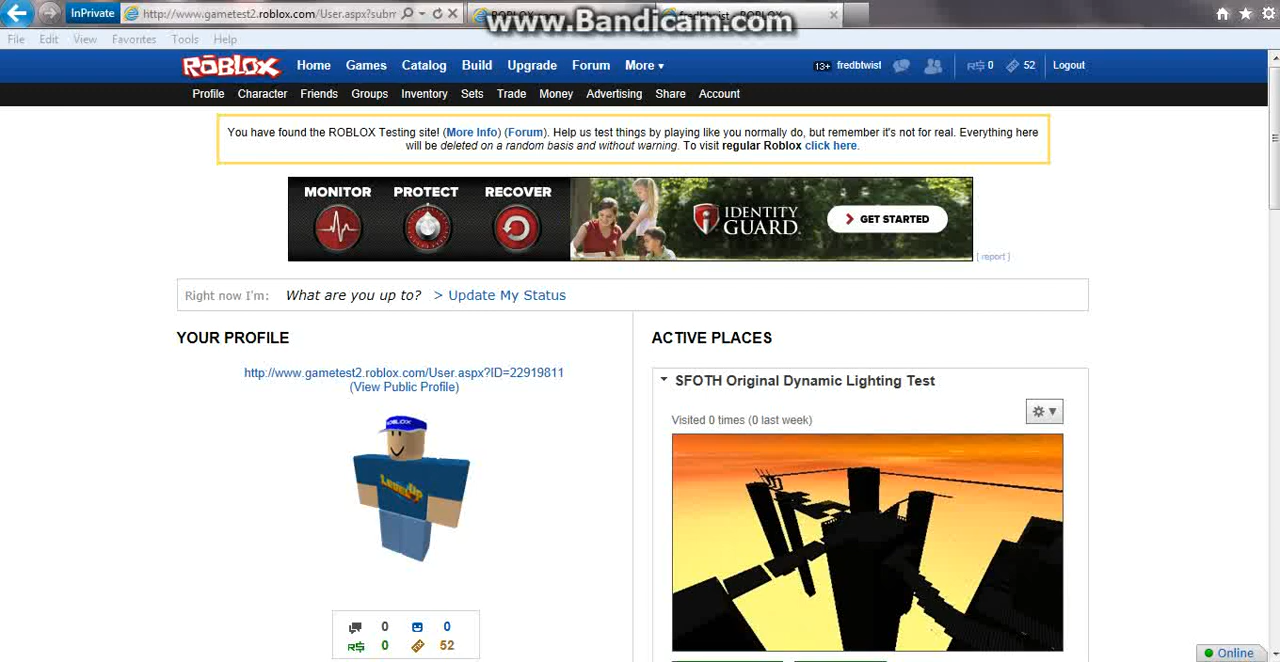 InPrivate
http://www.gametest2.roblox.com/User.aspx?subm
www.Bandicam.com
File Edit View Favorites Tools Help
ROBLOX Home Games Catalog Build Upgrade Forum More 13+ fredbtwist R$ 0 52 Logout
Profile Character Friends Groups Inventory Sets Trade Money Advertising Share Account
You have found the ROBLOX Testing site! (More Info) (Forum). Help us test things by playing like you normally do, but remember it's not for real. Everything here
will be deleted on a random basis and without warning. To visit regular Roblox click here.
MONITOR PROTECT RECOVER
IDENTITY
GUARD
GET STARTED
[ report ]
Right now I'm: What are you up to? > Update My Status
YOUR PROFILE
http://www.gametest2.roblox.com/User.aspx?ID=22919811
(View Public Profile)
ROBLOX
LEVEL UP
0 0
R$ 0 52
ACTIVE PLACES
SFOTH Original Dynamic Lighting Test
Visited 0 times (0 last week)
Online